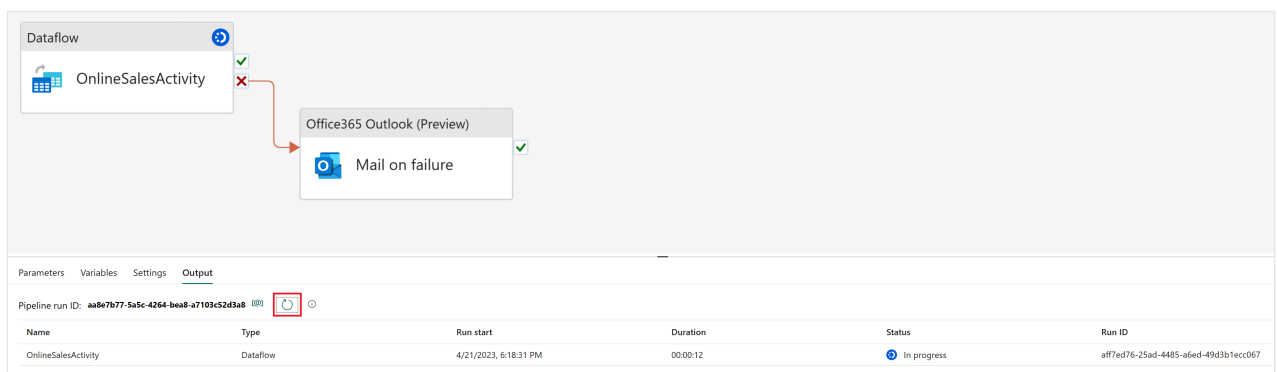 Dataflow
OnlineSalesActivity
Office365 Outlook (Preview)
Mail on failure
Parameters Variables Settings Output
Pipeline run ID: aa8e7b77-5a5c-4264-bea8-a7103c52d3a8
Name Type Run start Duration Status Run ID
OnlineSalesActivity Dataflow 4/21/2023, 6:18:31 PM 00:00:12 In progress aff7ed76-25ad-4485-a6ed-49d3b1ecc067